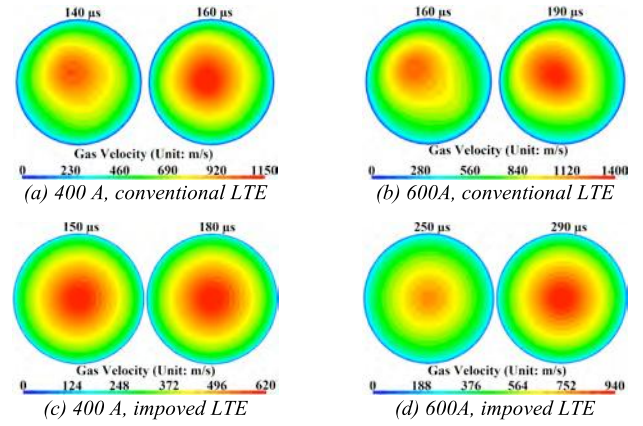 140 µs 160 µs
Gas Velocity (Unit: m/s)
0 230 460 690 920 1150
(a) 400 A, conventional LTE
160 µs 190 µs
Gas Velocity (Unit: m/s)
0 280 560 840 1120 1400
(b) 600A, conventional LTE
150 µs 180 µs
Gas Velocity (Unit: m/s)
0 124 248 372 496 620
(c) 400 A, impoved LTE
250 µs 290 µs
Gas Velocity (Unit: m/s)
0 188 376 564 752 940
(d) 600A, impoved LTE